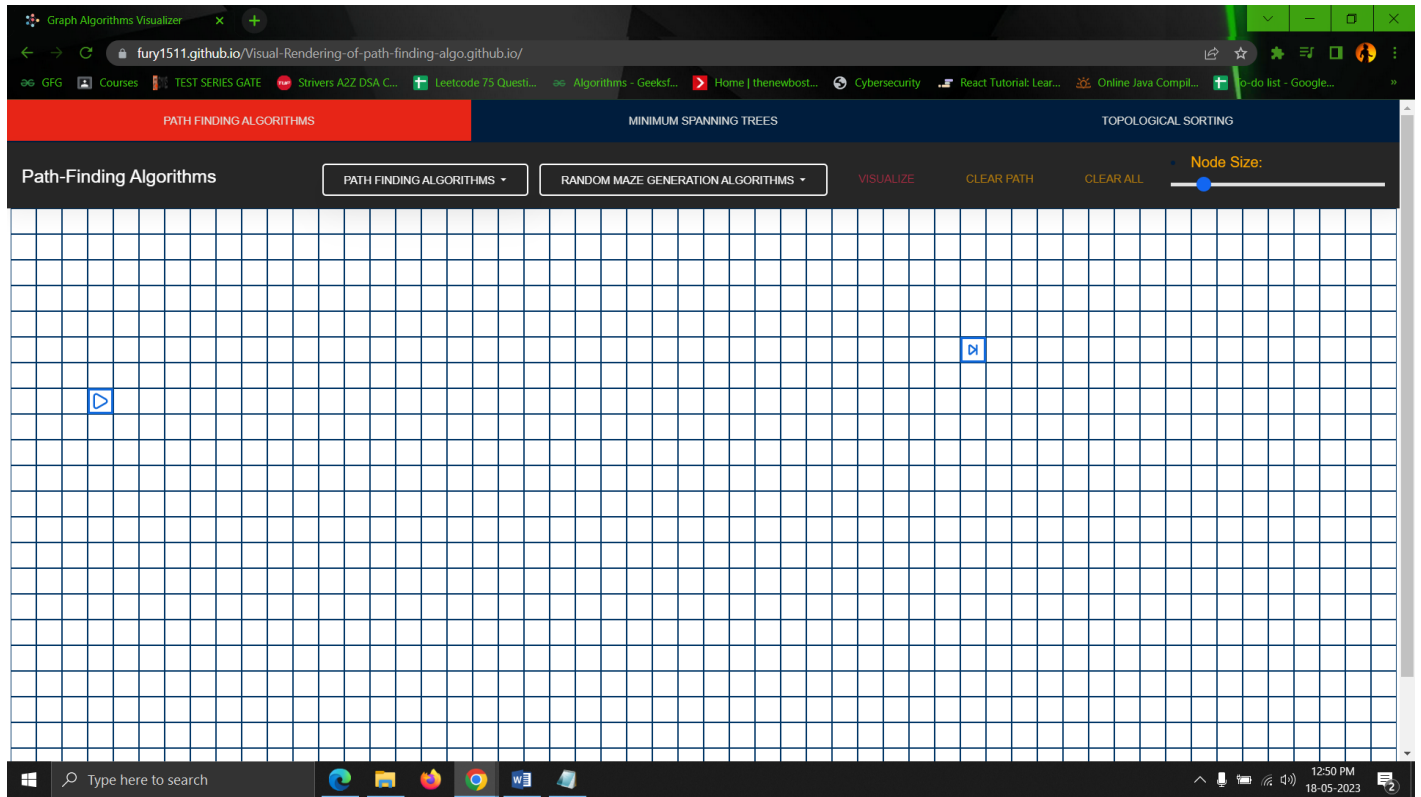 Graph Algorithms Visualizer
fury1511.github.io/Visual-Rendering-of-path-finding-algo.github.io/
GFG Courses TEST SERIES GATE Strivers A2Z DSA C... Leetcode 75 Questi... Algorithms - Geeksf... Home | thenewbost... Cybersecurity React Tutorial: Lear... Online Java Compil... To-do list - Google... »
PATH FINDING ALGORITHMS MINIMUM SPANNING TREES TOPOLOGICAL SORTING
Path-Finding Algorithms PATH FINDING ALGORITHMS RANDOM MAZE GENERATION ALGORITHMS VISUALIZE CLEAR PATH CLEAR ALL Node Size:
Type here to search
12:50 PM
18-05-2023
2